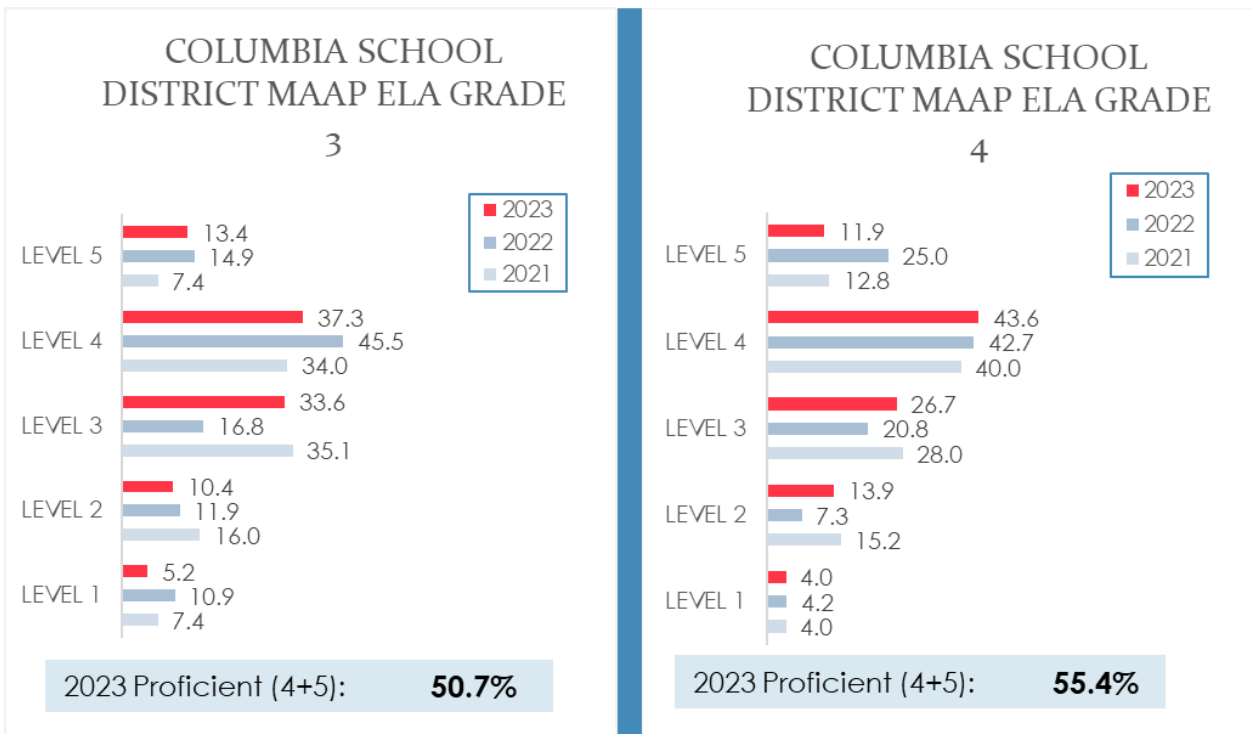 COLUMBIA SCHOOL
DISTRICT MAAP ELA GRADE
3
2023
2022
2021
LEVEL 5
13.4
14.9
7.4
LEVEL 4
37.3
45.5
34.0
LEVEL 3
33.6
16.8
35.1
LEVEL 2
10.4
11.9
16.0
LEVEL 1
5.2
10.9
7.4
2023 Proficient (4+5): 50.7%
COLUMBIA SCHOOL
DISTRICT MAAP ELA GRADE
4
2023
2022
2021
LEVEL 5
11.9
25.0
12.8
LEVEL 4
43.6
42.7
40.0
LEVEL 3
26.7
20.8
28.0
LEVEL 2
13.9
7.3
15.2
LEVEL 1
4.0
4.2
4.0
2023 Proficient (4+5): 55.4%